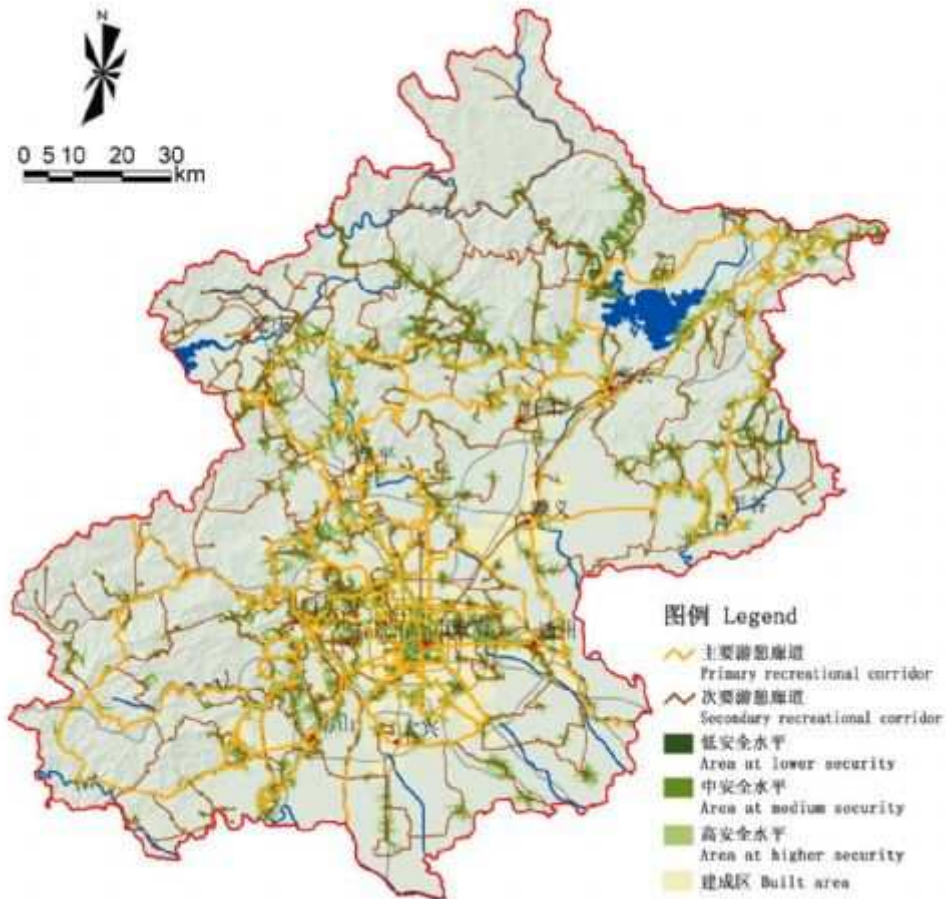 N
0 5 10 20 30
km
顺义
大兴
图例 Legend
主要游憩廊道
Primary recreational corridor
次要游憩廊道
Secondary recreational corridor
低安全水平
Area at lower security
中安全水平
Area at medium security
高安全水平
Area at higher security
建成区 Built area